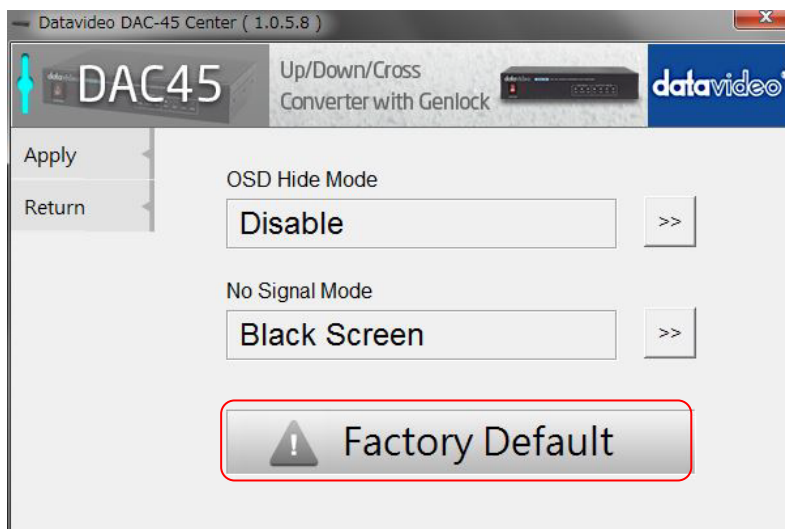 Datavideo DAC-45 Center ( 1.0.5.8 )
DAC45
Up/Down/Cross
Converter with Genlock
datavideo
Apply
Return
OSD Hide Mode
Disable
>>
No Signal Mode
Black Screen
>>
Factory Default